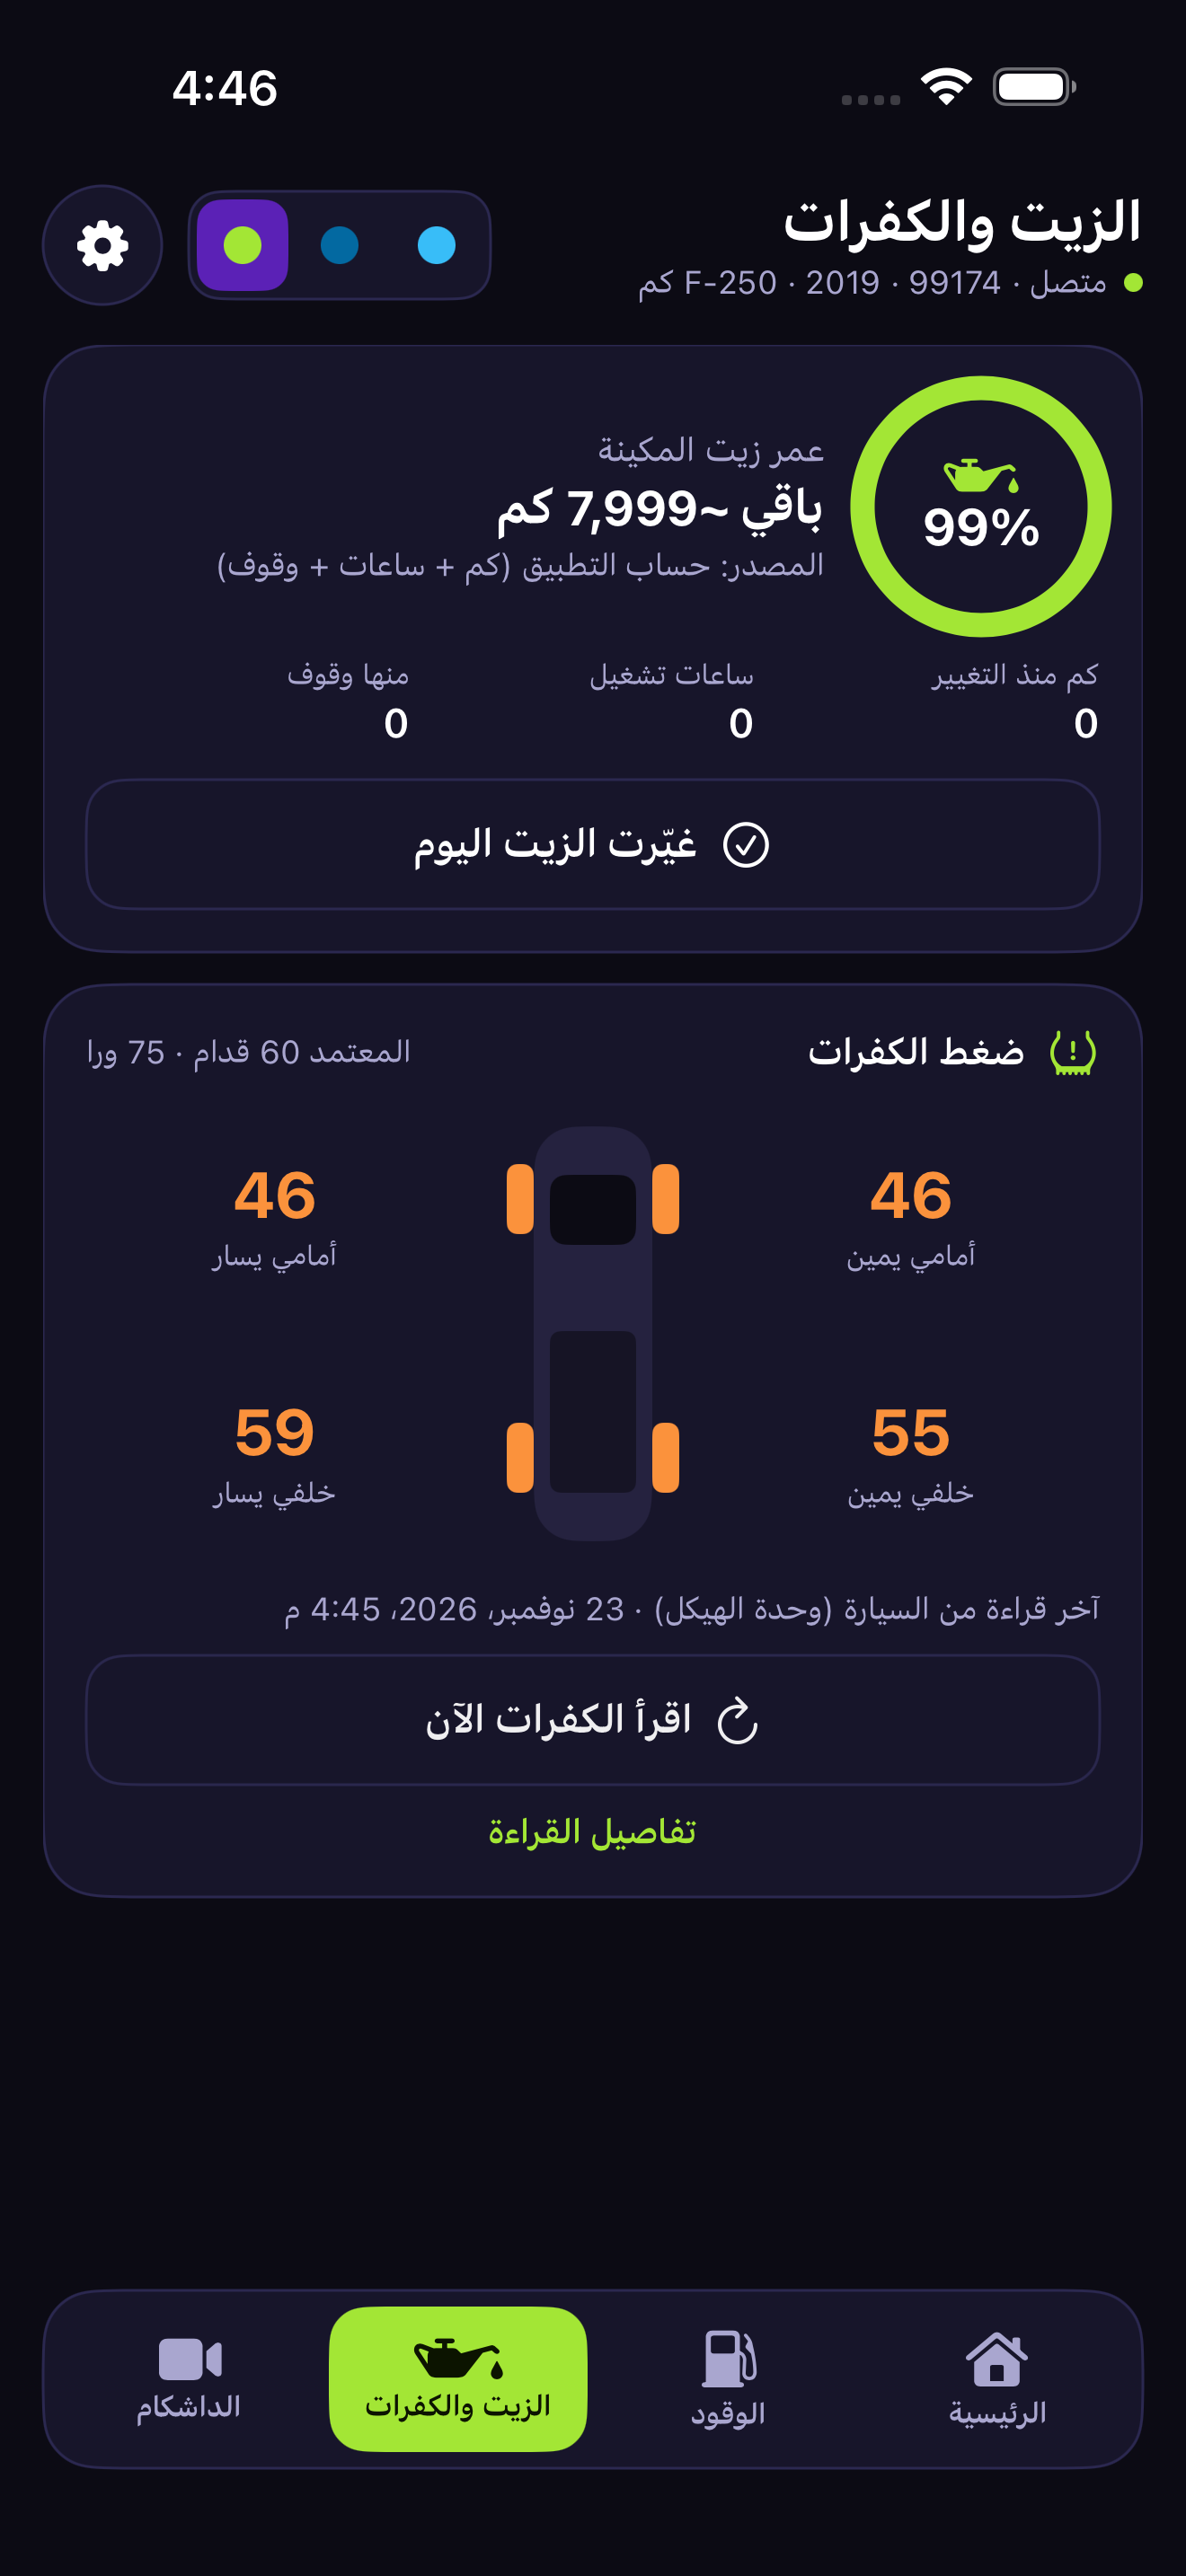 4:46
الزيت والكفرات
متصل · F-250 · 2019 · 99174 كم
99%
عمر زيت المكينة
باقي ~7,999 كم
المصدر: حساب التطبيق (كم + ساعات + وقوف)
كم منذ التغيير
0
ساعات تشغيل
0
منها وقوف
0
غيّرت الزيت اليوم
ضغط الكفرات
المعتمد 60 قدام · 75 ورا
46
أمامي يمين
46
أمامي يسار
55
خلفي يمين
59
خلفي يسار
آخر قراءة من السيارة (وحدة الهيكل) · 23 نوفمبر، 2026، 4:45 م
اقرأ الكفرات الآن
تفاصيل القراءة
الرئيسية
الوقود
الزيت والكفرات
الداشكام